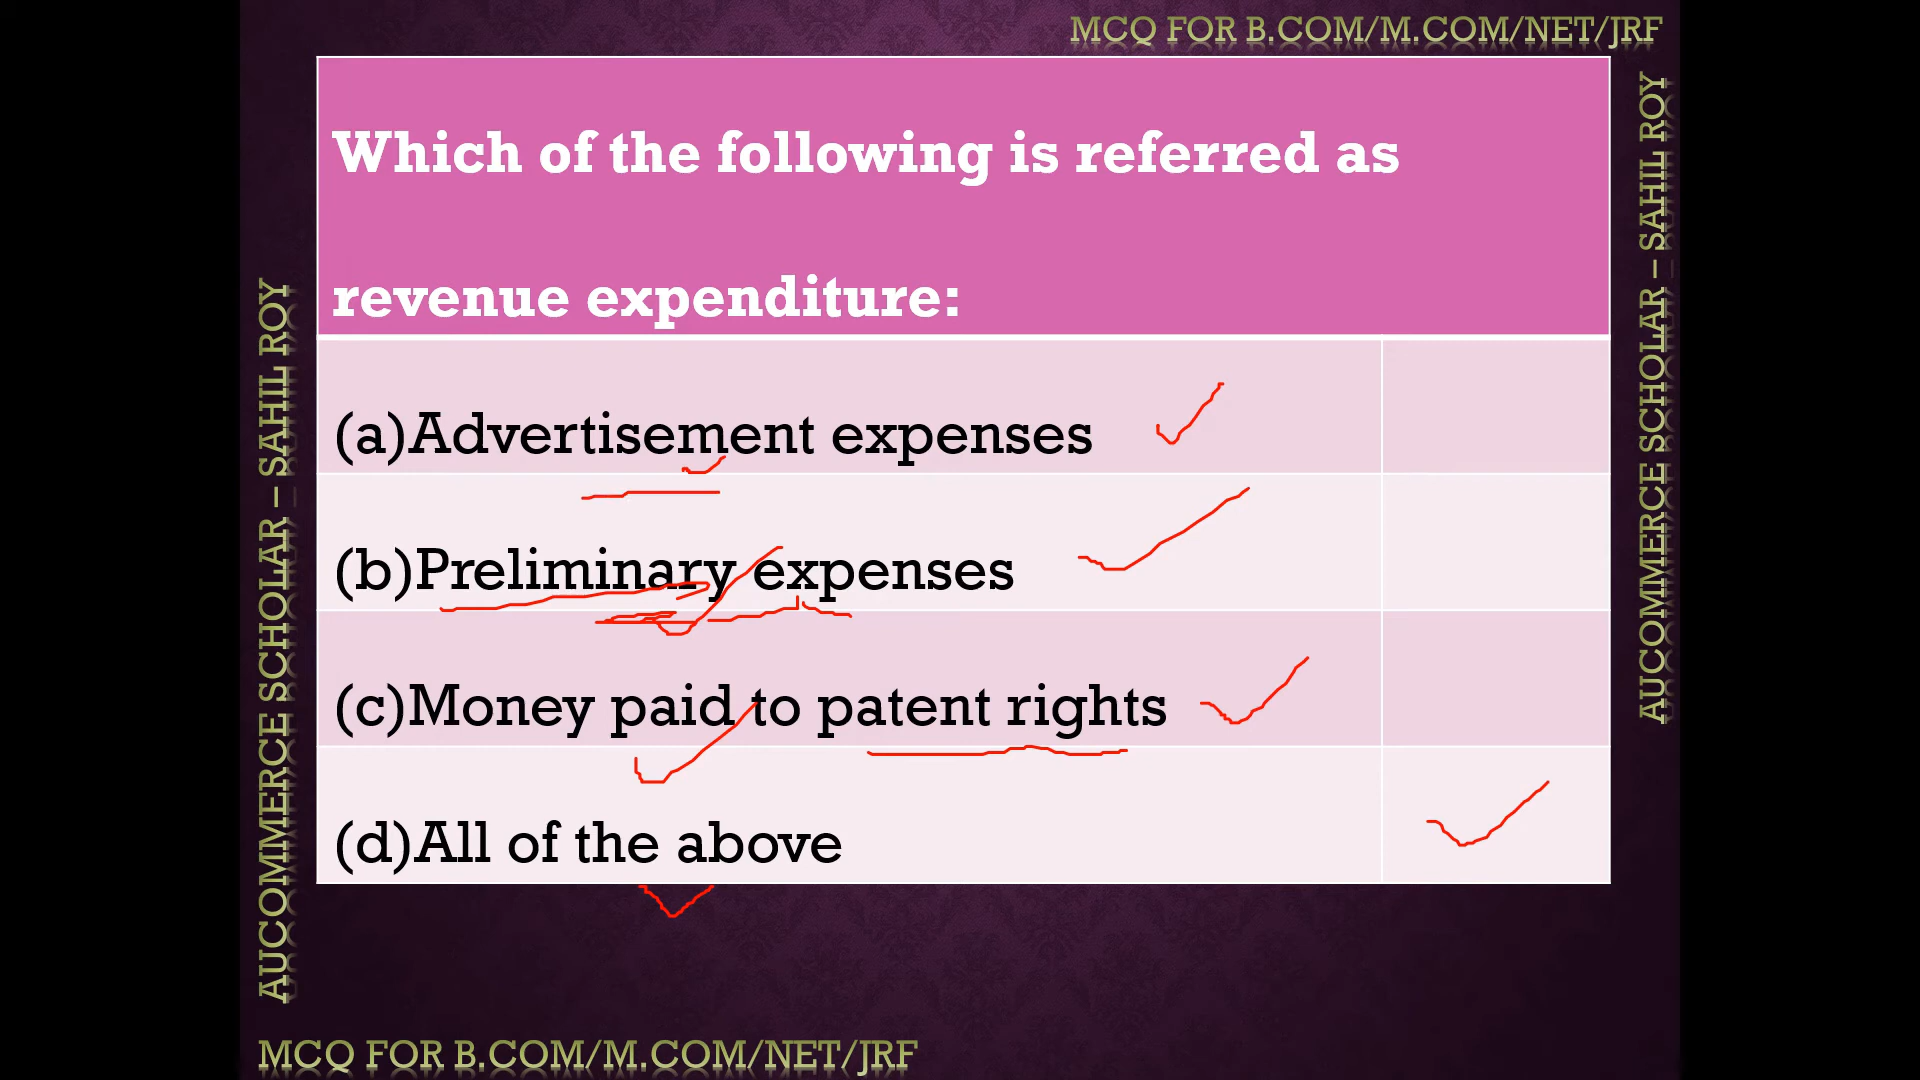 MCQ FOR B.COM/M.COM/NET/JRF
Which of the following is referred as
revenue expenditure:
(a)Advertisement expenses
(b)Preliminary expenses
(c)Money paid to patent rights
(d)All of the above
AUCOMMERCE SCHOLAR – SAHIL ROY
AUCOMMERCE SCHOLAR – SAHIL ROY
MCQ FOR B.COM/M.COM/NET/JRF